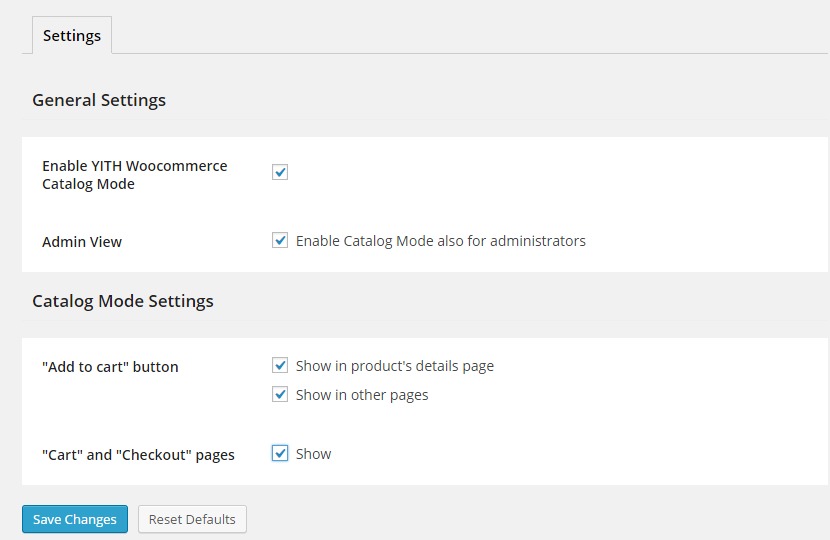 Settings
General Settings
Enable YITH Woocommerce
Catalog Mode
Admin View
Enable Catalog Mode also for administrators
Catalog Mode Settings
"Add to cart" button
Show in product's details page
Show in other pages
"Cart" and "Checkout" pages
Show
Save Changes
Reset Defaults